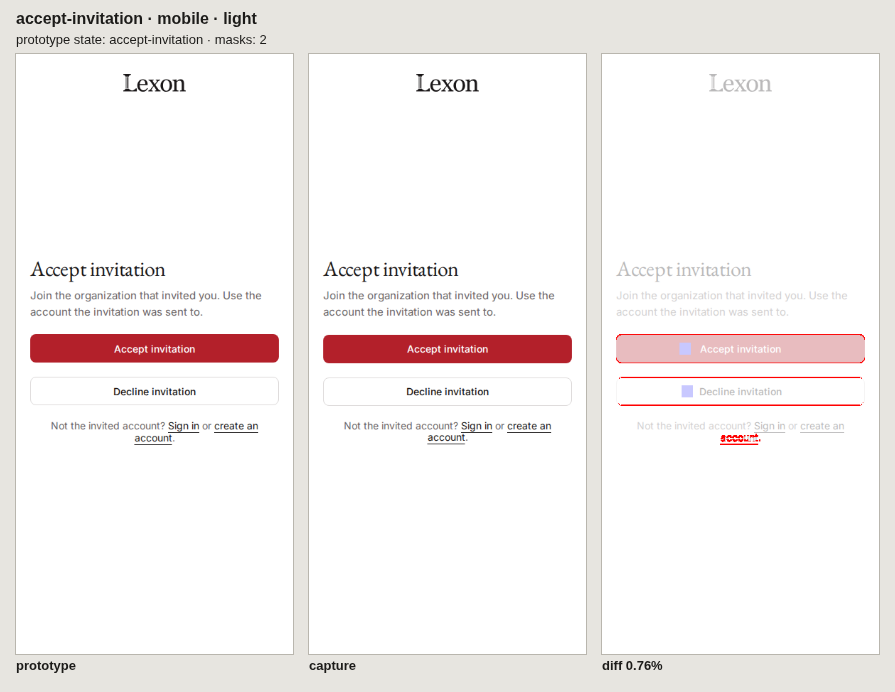 accept-invitation · mobile · light
prototype state: accept-invitation · masks: 2
Lexon
Accept invitation
Join the organization that invited you. Use the
account the invitation was sent to.
Accept invitation
Decline invitation
Not the invited account? Sign in or create an
account.
prototype
Lexon
Accept invitation
Join the organization that invited you. Use the
account the invitation was sent to.
Accept invitation
Decline invitation
Not the invited account? Sign in or create an
account.
capture
Lexon
Accept invitation
Join the organization that invited you. Use the
account the invitation was sent to.
Accept invitation
Decline invitation
Not the invited account? Sign in or create an
account.
diff 0.76%